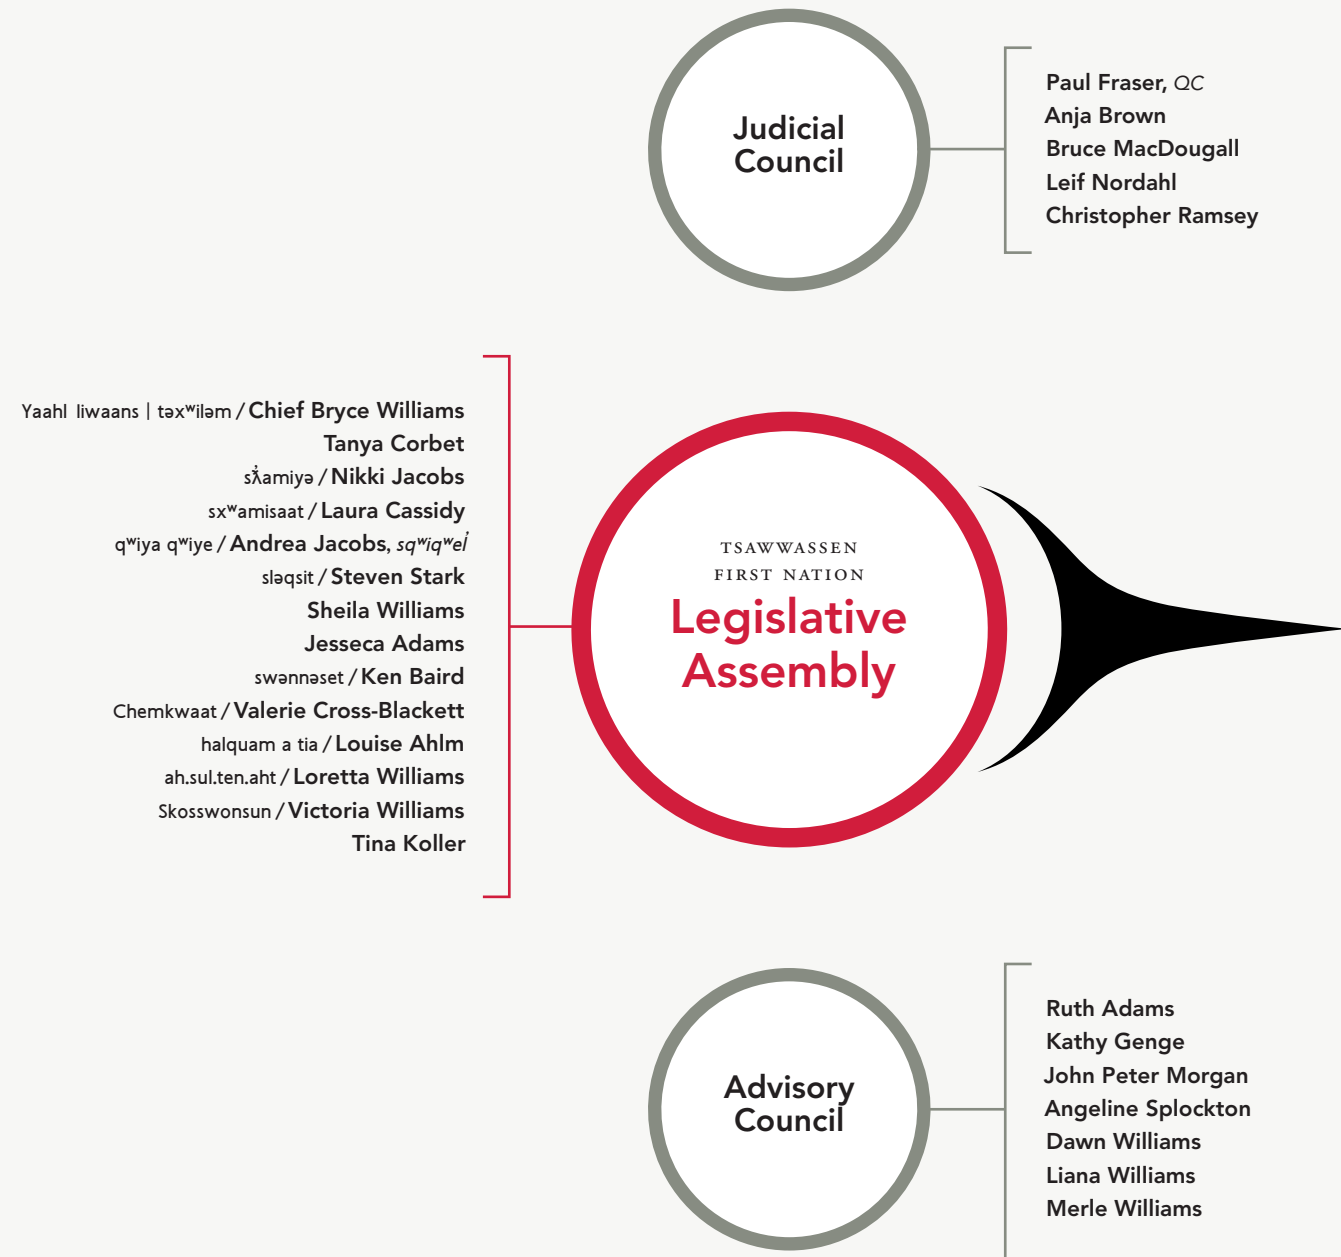 Judicial
Council
Paul Fraser, QC
Anja Brown
Bruce MacDougall
Leif Nordahl
Christopher Ramsey
Yaahl liwaans | təxʷiləm / Chief Bryce Williams
Tanya Corbet
sƛ̓amiyə / Nikki Jacobs
sxʷamisaat / Laura Cassidy
qʷiya qʷiye / Andrea Jacobs, sqʷiqʷel̓
sləqsit / Steven Stark
Sheila Williams
Jesseca Adams
swənnəset / Ken Baird
Chemkwaat / Valerie Cross-Blackett
halquam a tia / Louise Ahlm
ah.sul.ten.aht / Loretta Williams
Skosswonsun / Victoria Williams
Tina Koller
TSAWWASSEN
FIRST NATION
Legislative
Assembly
Advisory
Council
Ruth Adams
Kathy Genge
John Peter Morgan
Angeline Splockton
Dawn Williams
Liana Williams
Merle Williams